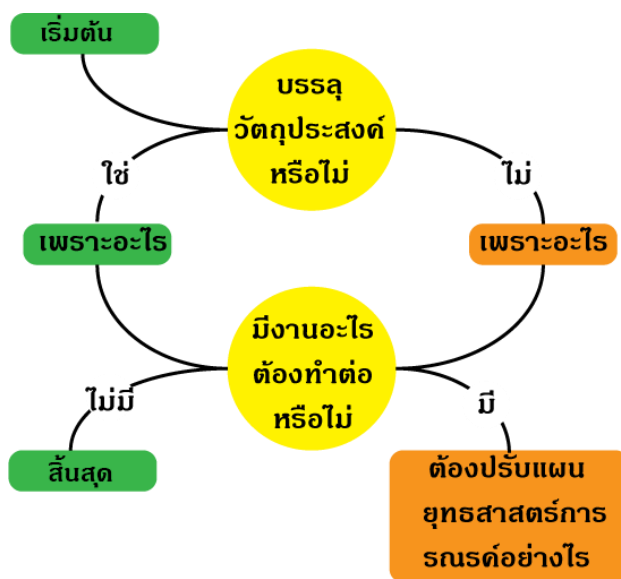 เริ่มต้น
บรรลุ
วัตถุประสงค์
หรือไม่
ใช่
ไม่
เพราะอะไร
เพราะอะไร
มีงานอะไร
ต้องทำต่อ
หรือไม่
ไม่มี
มี
สิ้นสุด
ต้องปรับแผน
ยุทธสาสตร์การ
รณรค์อย่างไร